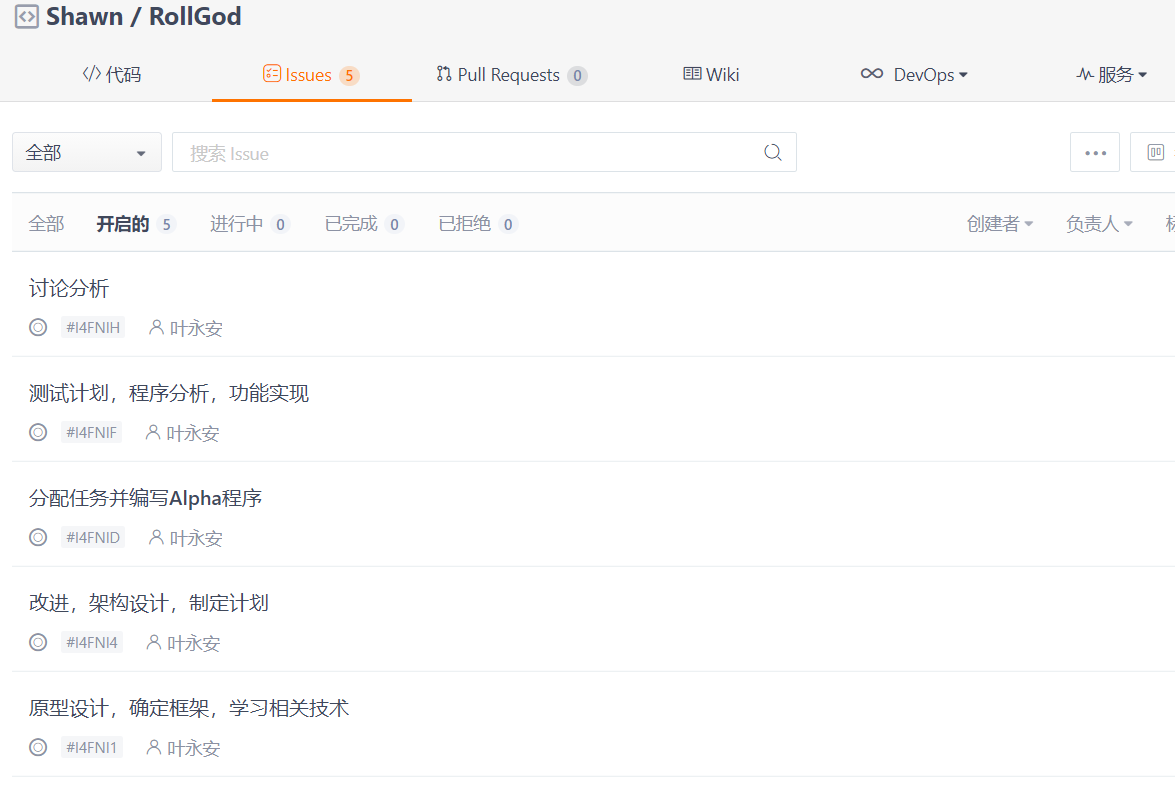 Shawn / RollGod
代码 Issues 5 Pull Requests 0 Wiki DevOps 服务
全部 搜索 Issue
全部 开启的 5 进行中 0 已完成 0 已拒绝 0 创建者 负责人
讨论分析
#I4FNIH 叶永安
测试计划，程序分析，功能实现
#I4FNIF 叶永安
分配任务并编写Alpha程序
#I4FNID 叶永安
改进，架构设计，制定计划
#I4FNI4 叶永安
原型设计，确定框架，学习相关技术
#I4FNI1 叶永安